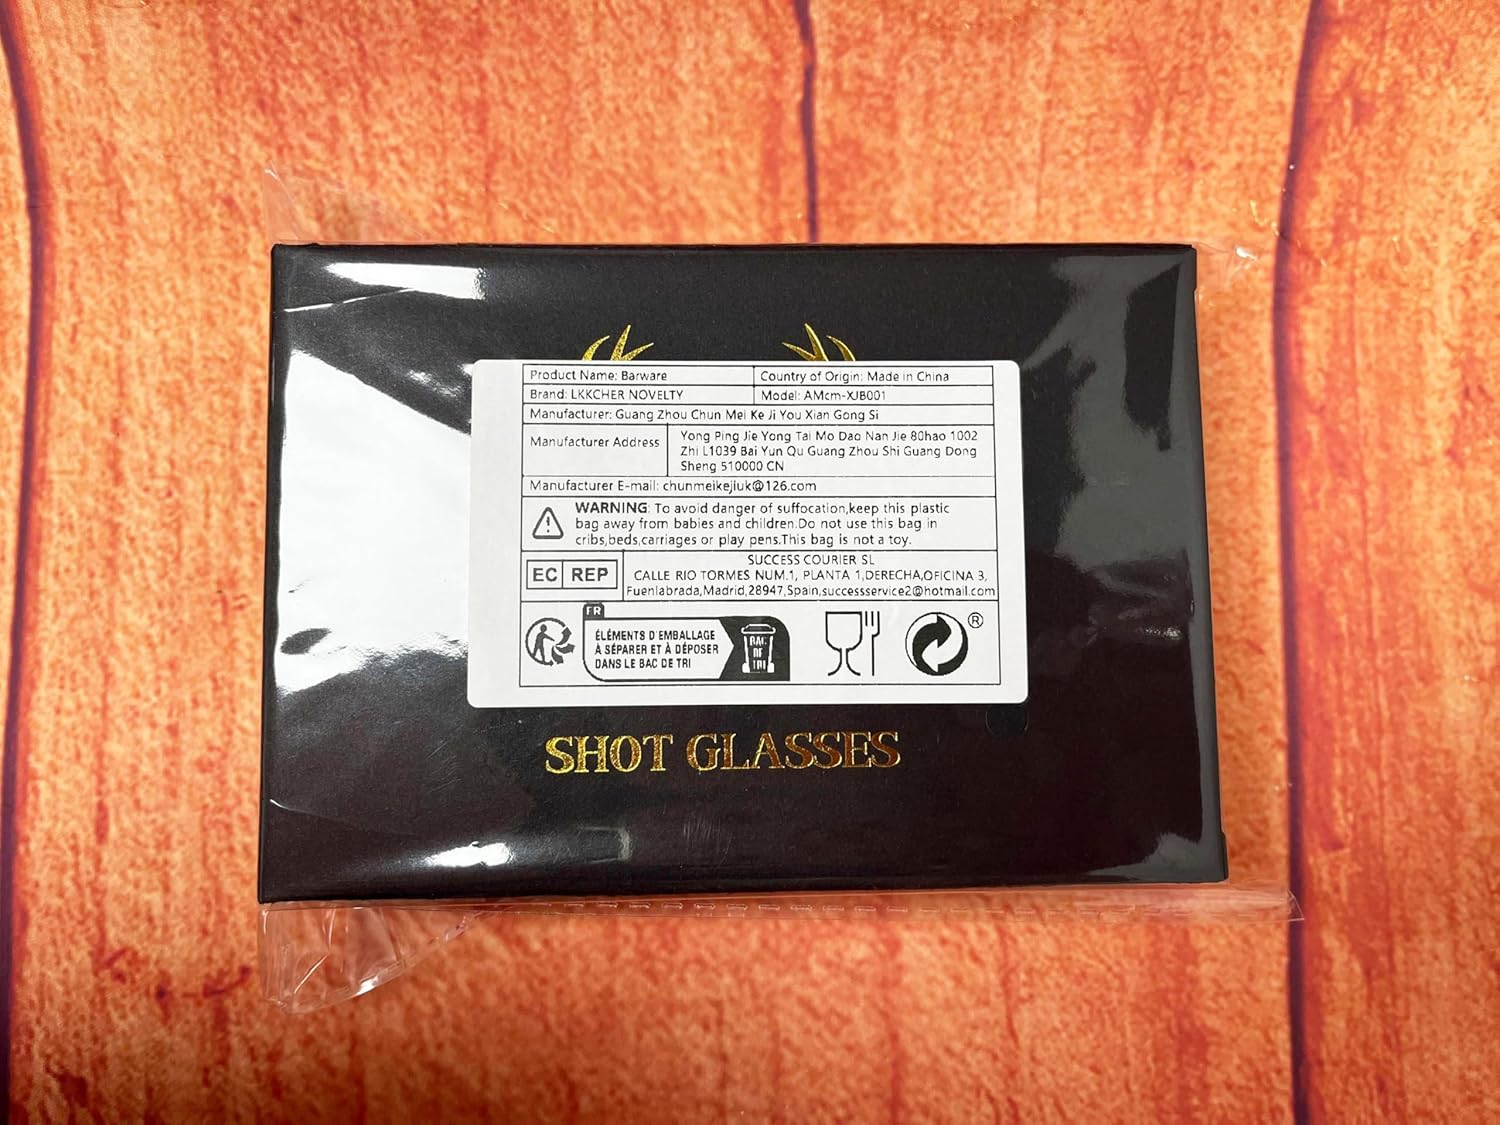 Product Name: Barware
Country of Origin: Made in China
Brand: LKKCHER NOVELTY
Model: AMcm-XJB001
Manufacturer: Guang Zhou Chun Mei Ke Ji You Xian Gong Si
Manufacturer Address
Yong Ping Jie Yong Tai Mo Dao Nan Jie 80hao 1002
Zhi L1039 Bai Yun Qu Guang Zhou Shi Guang Dong
Sheng 510000 CN
Manufacturer E-mail: chunmeikejiuk@126.com
WARNING: To avoid danger of suffocation,keep this plastic
bag away from babies and children.Do not use this bag in
cribs,beds,carriages or play pens.This bag is not a toy.
EC REP
SUCCESS COURIER SL
CALLE RIO TORMES NUM.1, PLANTA 1,DERECHA,OFICINA 3,
Fuenlabrada,Madrid,28947,Spain,successservice2@hotmail.com
FR
ÉLÉMENTS D'EMBALLAGE
À SÉPARER ET À DÉPOSER
DANS LE BAC DE TRI
BAC
DE
TRI
®
SHOT GLASSES